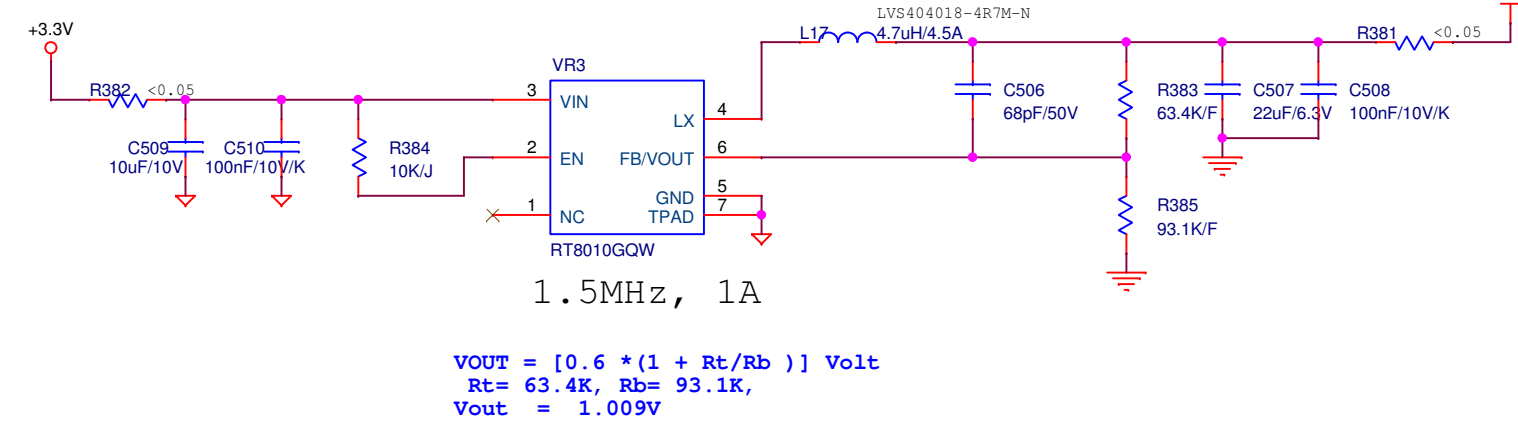 LVS404018-4R7M-N
+3.3V
L17
4.7uH/4.5A
R381
<0.05
VR3
R382
<0.05
3
VIN
C506
68pF/50V
R383
63.4K/F
C507
22uF/6.3V
C508
100nF/10V/K
LX
4
C509
10uF/10V
C510
100nF/10V/K
R384
10K/J
2
EN
FB/VOUT
6
GND
5
1
NC
TPAD
7
R385
93.1K/F
RT8010GQW
1.5MHz, 1A
VOUT = [0.6 *(1 + Rt/Rb )] Volt
Rt= 63.4K, Rb= 93.1K,
Vout = 1.009V